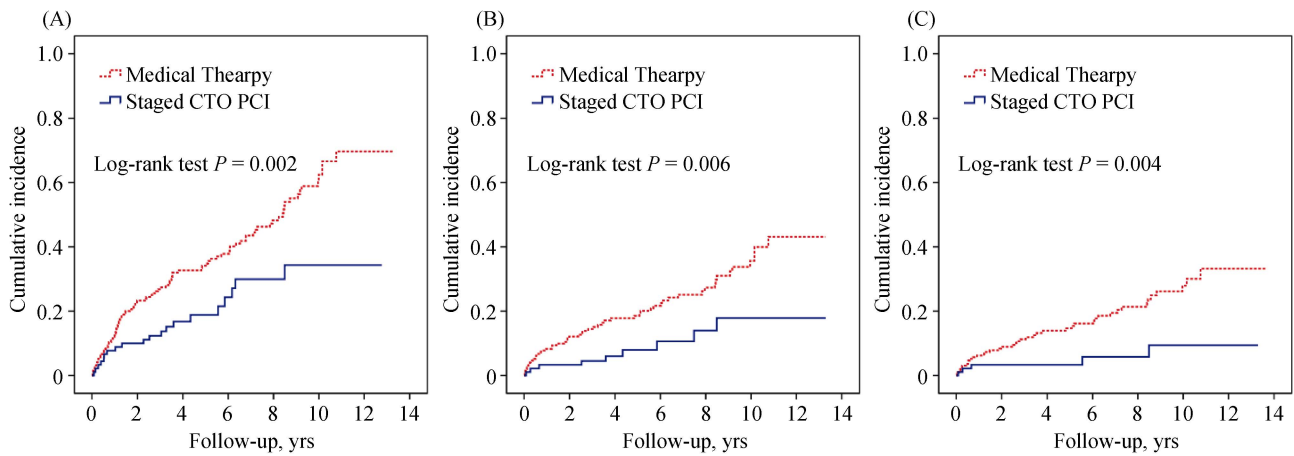 (A)
Cumulative incidence
1.0
0.8
0.6
0.4
0.2
0
Medical Thearpy
Staged CTO PCI
Log-rank test P = 0.002
0 2 4 6 8 10 12 14
Follow-up, yrs
(B)
Cumulative incidence
1.0
0.8
0.6
0.4
0.2
0
Medical Thearpy
Staged CTO PCI
Log-rank test P = 0.006
0 2 4 6 8 10 12 14
Follow-up, yrs
(C)
Cumulative incidence
1.0
0.8
0.6
0.4
0.2
0
Medical Thearpy
Staged CTO PCI
Log-rank test P = 0.004
0 2 4 6 8 10 12 14
Follow-up, yrs